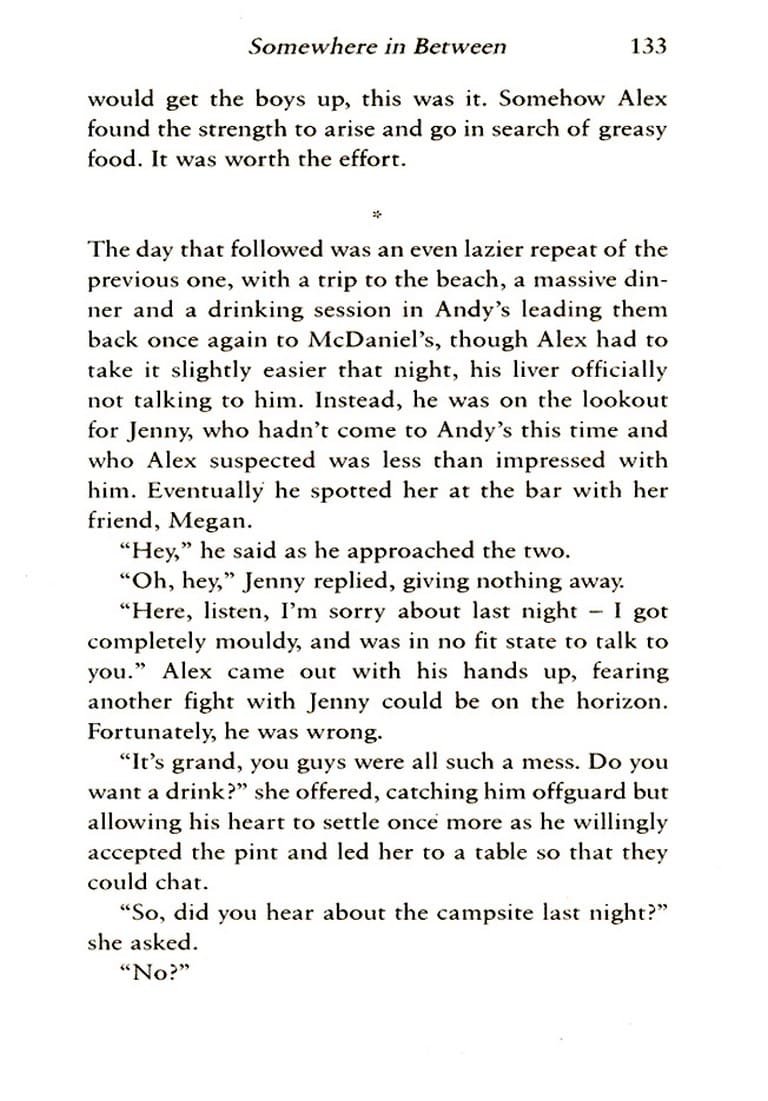 Somewhere in Between 133
would get the boys up, this was it. Somehow Alex
found the strength to arise and go in search of greasy
food. It was worth the effort.
*
The day that followed was an even lazier repeat of the
previous one, with a trip to the beach, a massive din-
ner and a drinking session in Andy’s leading them
back once again to McDaniel’s, though Alex had to
take it slightly easier that night, his liver officially
not talking to him. Instead, he was on the lookout
for Jenny, who hadn’t come to Andy’s this time and
who Alex suspected was less than impressed with
him. Eventually he spotted her at the bar with her
friend, Megan.
“Hey,” he said as he approached the two.
“Oh, hey,” Jenny replied, giving nothing away.
“Here, listen, I’m sorry about last night – I got
completely mouldy, and was in no fit state to talk to
you.” Alex came out with his hands up, fearing
another fight with Jenny could be on the horizon.
Fortunately, he was wrong.
“It’s grand, you guys were all such a mess. Do you
want a drink?” she offered, catching him offguard but
allowing his heart to settle once more as he willingly
accepted the pint and led her to a table so that they
could chat.
“So, did you hear about the campsite last night?”
she asked.
“No?”